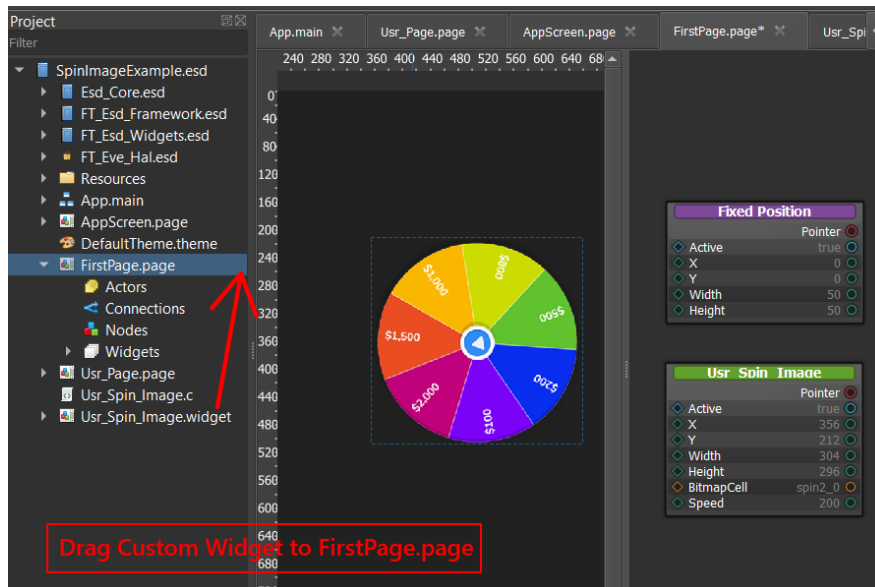 Project
Filter
SpinImageExample.esd
Esd_Core.esd
FT_Esd_Framework.esd
FT_Esd_Widgets.esd
FT_Eve_Hal.esd
Resources
App.main
AppScreen.page
DefaultTheme.theme
FirstPage.page
Actors
Connections
Nodes
Widgets
Usr_Page.page
Usr_Spin_Image.c
Usr_Spin_Image.widget
App.main Usr_Page.page AppScreen.page FirstPage.page* Usr_Spi
240 280 320 360 400 440 480 520 560 600 640 68
0
40
80
120
160
200
240
280
320
360
400
440
480
520
560
600
640
680
$1,000
$000
$500
$200
$100
$2,000
$1,500
Fixed Position
Pointer
Active true
X 0
Y 0
Width 50
Height 50
Usr_Spin_Image
Pointer
Active true
X 356
Y 212
Width 304
Height 296
BitmapCell spin2_0
Speed 200
Drag Custom Widget to FirstPage.page